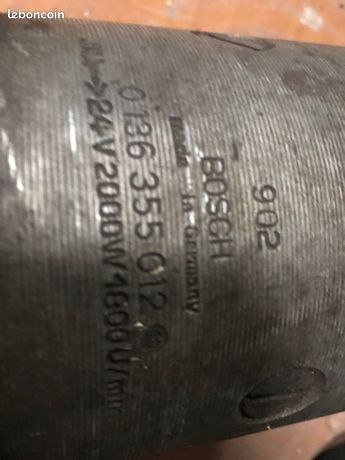 leboncoin
902
BOSCH
Made in Germany
0 136 355 012
24V 2000W 1800U/min